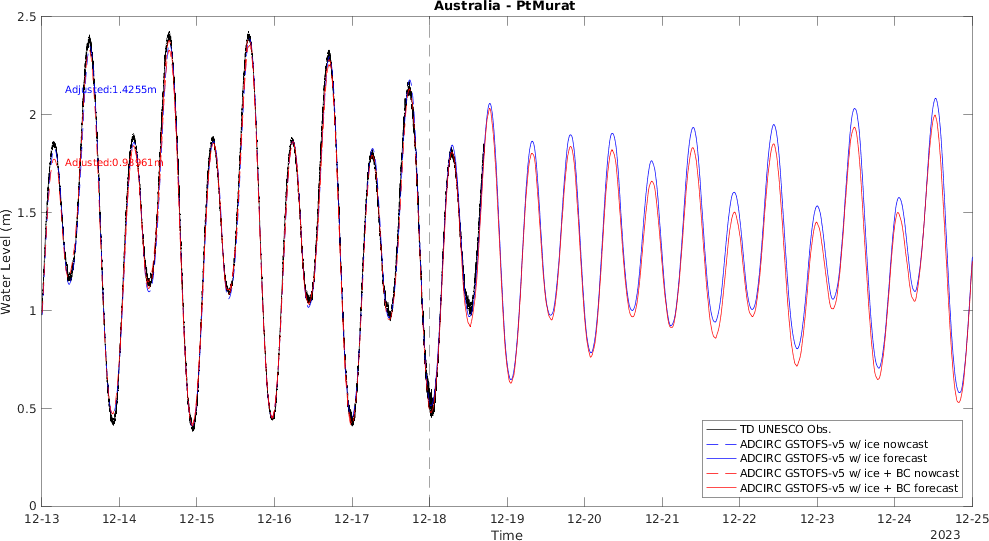 Australia - PtMurat
2.5
2
1.5
1
0.5
0
Water Level (m)
Adjusted:1.4255m
Adjusted:0.93961m
TD UNESCO Obs.
ADCIRC GSTOFS-v5 w/ ice nowcast
ADCIRC GSTOFS-v5 w/ ice forecast
ADCIRC GSTOFS-v5 w/ ice + BC nowcast
ADCIRC GSTOFS-v5 w/ ice + BC forecast
12-13 12-14 12-15 12-16 12-17 12-18 12-19 12-20 12-21 12-22 12-23 12-24 12-25
Time
2023